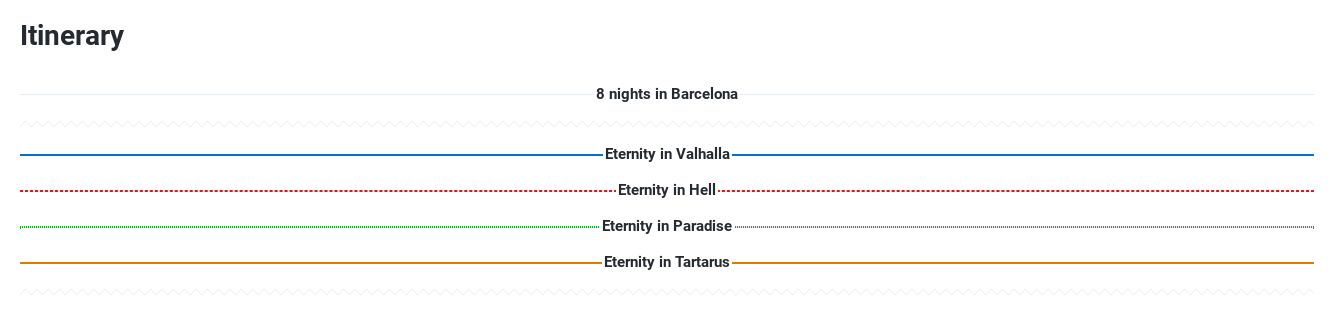 Itinerary
8 nights in Barcelona
Eternity in Valhalla
Eternity in Hell
Eternity in Paradise
Eternity in Tartarus